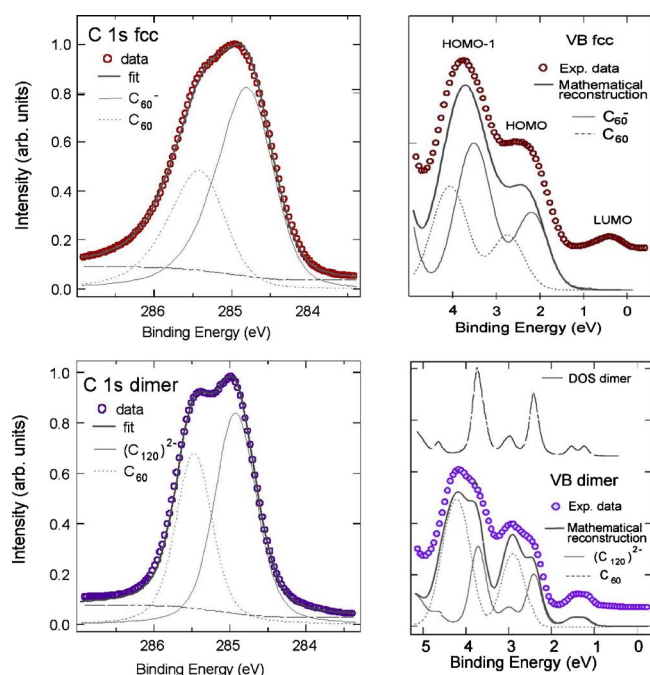 C 1s fcc
data
fit
C60-
C60
Intensity (arb. units)
1.0
0.8
0.6
0.4
0.2
0.0
286
285
284
Binding Energy (eV)
VB fcc
HOMO-1
Exp. data
Mathematical
reconstruction
HOMO
C60-
C60
LUMO
4
3
2
1
0
Binding Energy (eV)
C 1s dimer
data
fit
(C120)2-
C60
Intensity (arb. units)
1.0
0.8
0.6
0.4
0.2
0.0
286
285
284
Binding Energy (eV)
DOS dimer
VB dimer
Exp. data
Mathematical
reconstruction
(C120)2-
C60
5
4
3
2
1
0
Binding Energy (eV)